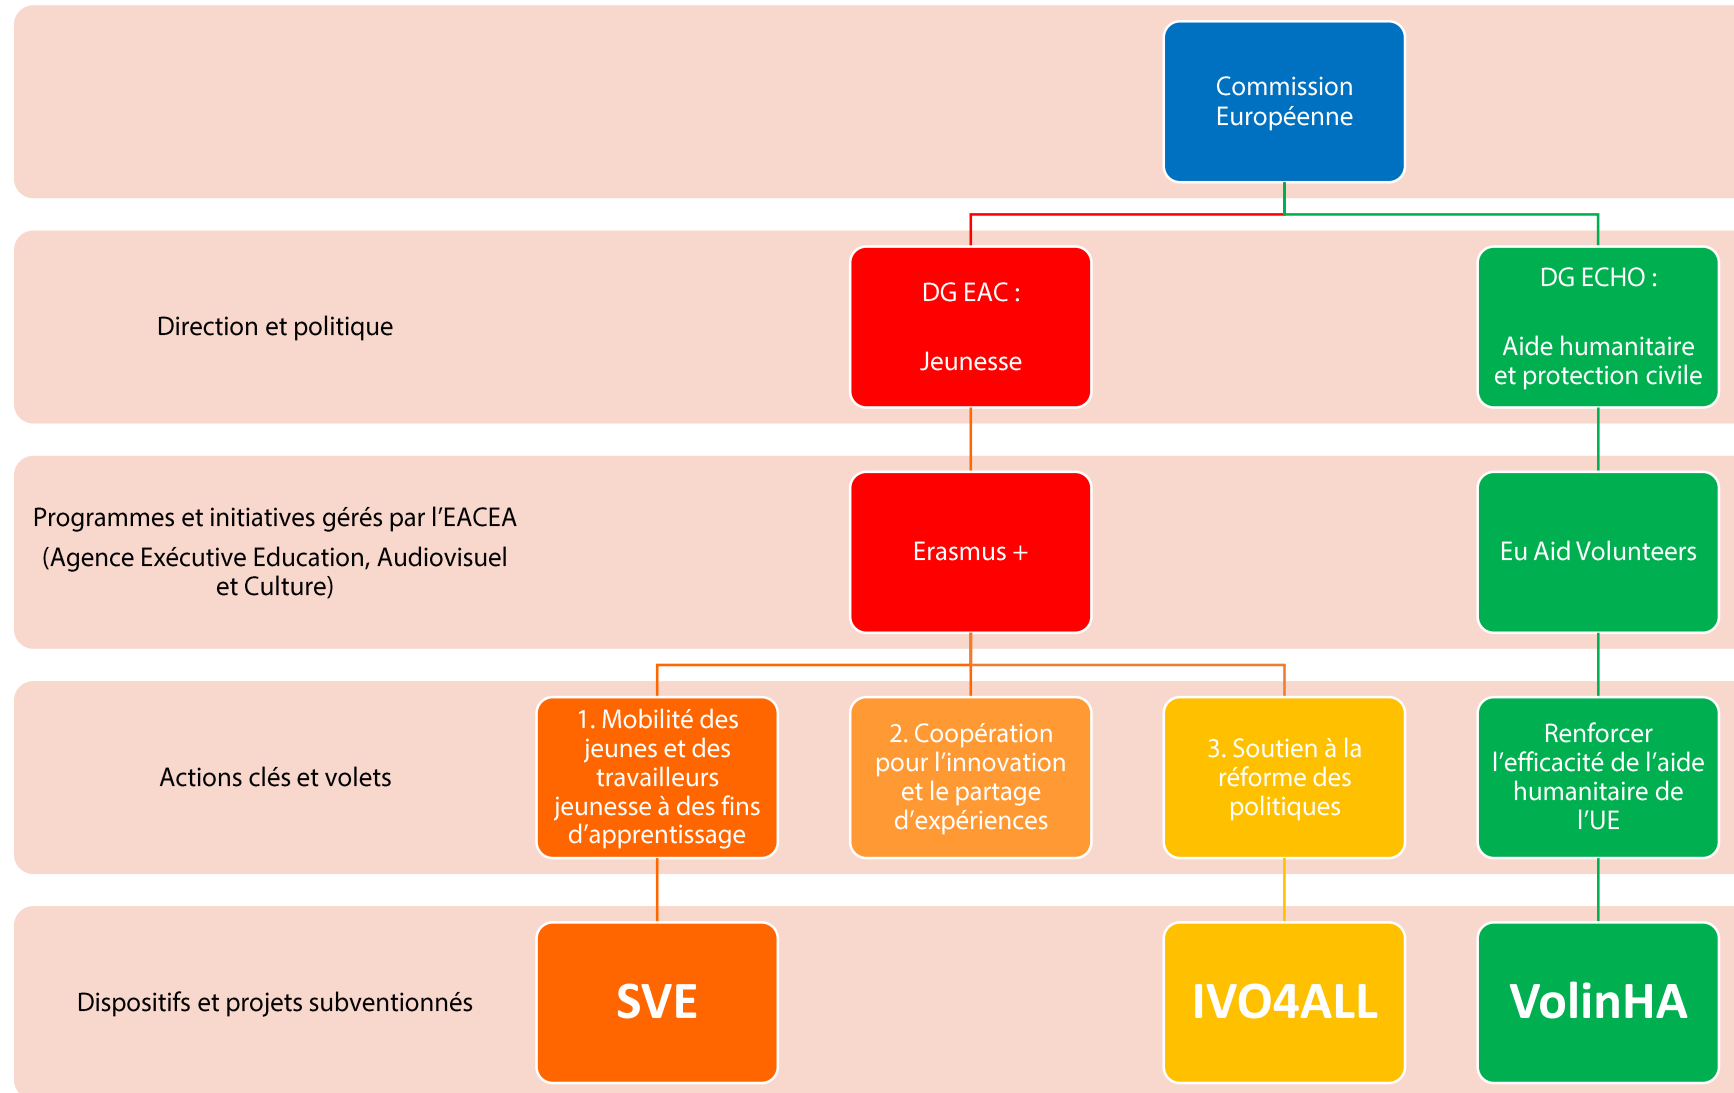 Commission
Européenne
Direction et politique
DG EAC :
Jeunesse
DG ECHO :
Aide humanitaire
et protection civile
Programmes et initiatives gérés par l’EACEA
(Agence Exécutive Education, Audiovisuel
et Culture)
Erasmus +
Eu Aid Volunteers
Actions clés et volets
1. Mobilité des
jeunes et des
travailleurs
jeunesse à des fins
d’apprentissage
2. Coopération
pour l’innovation
et le partage
d’expériences
3. Soutien à la
réforme des
politiques
Renforcer
l’efficacité de l’aide
humanitaire de
l’UE
Dispositifs et projets subventionnés
SVE
IVO4ALL
VolinHA